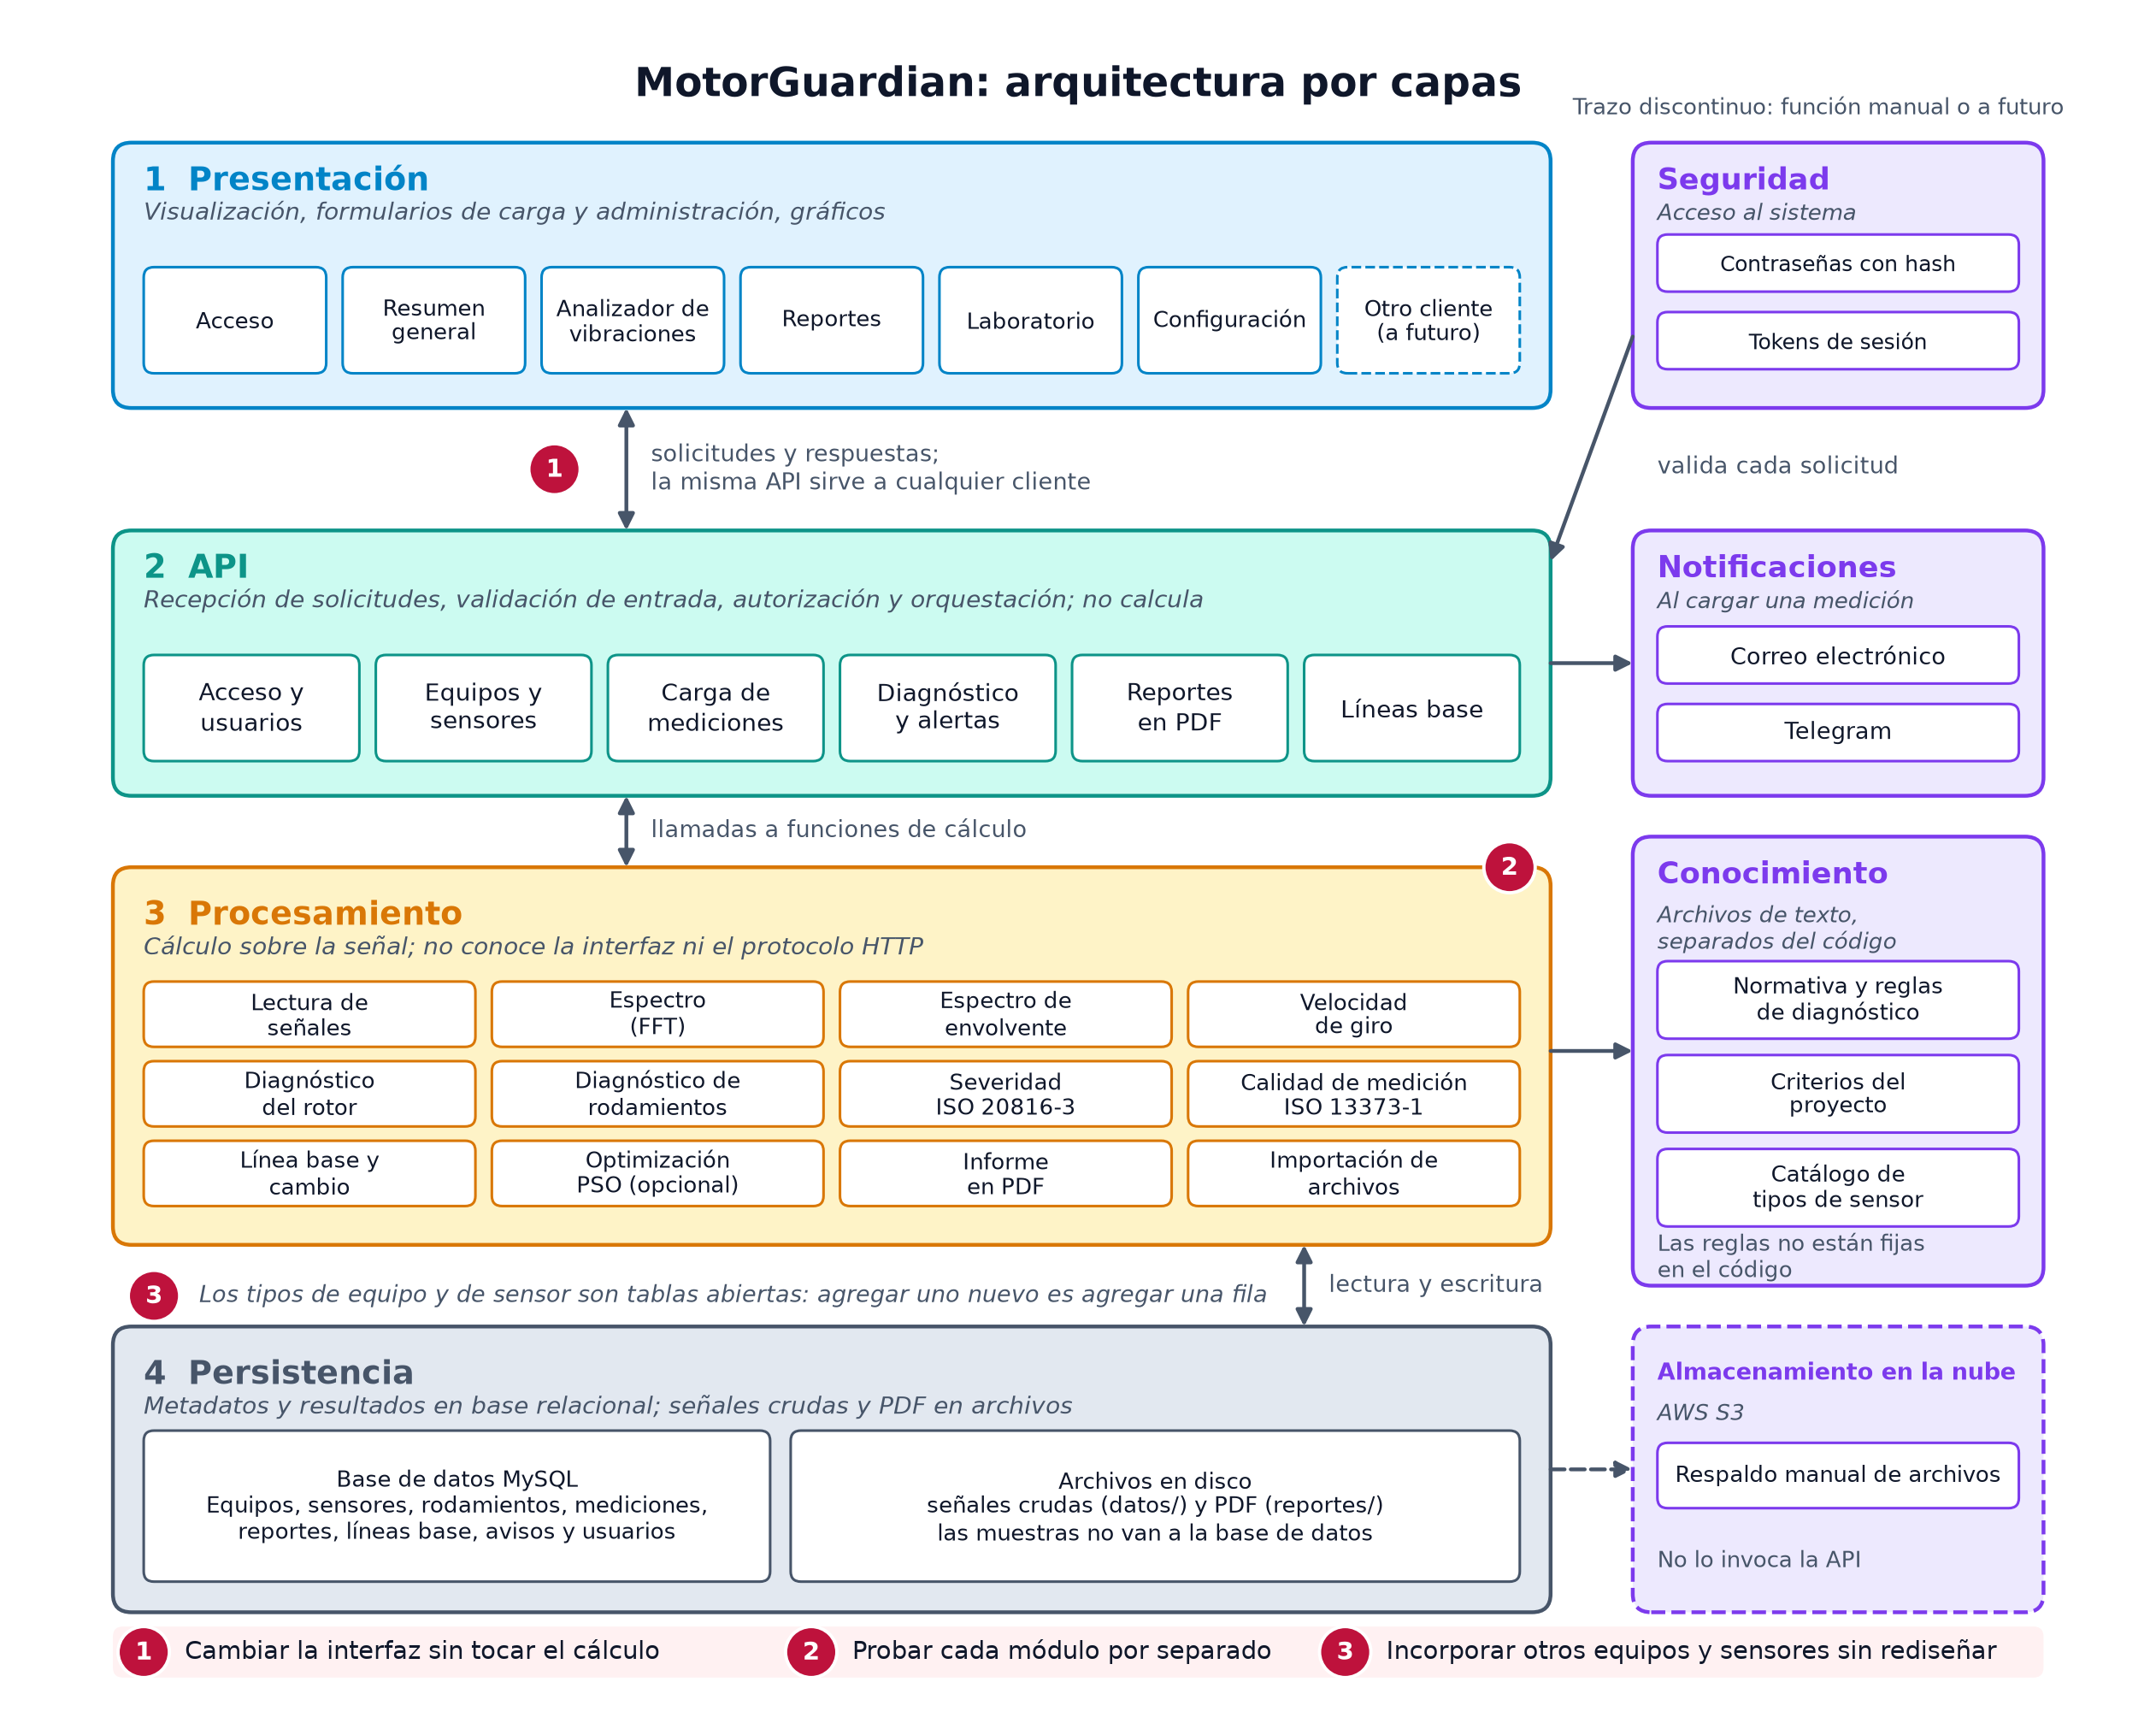 MotorGuardian: arquitectura por capas
Trazo discontinuo: función manual o a futuro
1 Presentación
Visualización, formularios de carga y administración, gráficos
Acceso
Resumen
general
Analizador de
vibraciones
Reportes
Laboratorio
Configuración
Otro cliente
(a futuro)
Seguridad
Acceso al sistema
Contraseñas con hash
Tokens de sesión
1
solicitudes y respuestas;
la misma API sirve a cualquier cliente
valida cada solicitud
2 API
Recepción de solicitudes, validación de entrada, autorización y orquestación; no calcula
Acceso y
usuarios
Equipos y
sensores
Carga de
mediciones
Diagnóstico
y alertas
Reportes
en PDF
Líneas base
Notificaciones
Al cargar una medición
Correo electrónico
Telegram
llamadas a funciones de cálculo
2
3 Procesamiento
Cálculo sobre la señal; no conoce la interfaz ni el protocolo HTTP
Lectura de
señales
Espectro
(FFT)
Espectro de
envolvente
Velocidad
de giro
Diagnóstico
del rotor
Diagnóstico de
rodamientos
Severidad
ISO 20816-3
Calidad de medición
ISO 13373-1
Línea base y
cambio
Optimización
PSO (opcional)
Informe
en PDF
Importación de
archivos
Conocimiento
Archivos de texto,
separados del código
Normativa y reglas
de diagnóstico
Criterios del
proyecto
Catálogo de
tipos de sensor
Las reglas no están fijas
en el código
3
Los tipos de equipo y de sensor son tablas abiertas: agregar uno nuevo es agregar una fila
lectura y escritura
4 Persistencia
Metadatos y resultados en base relacional; señales crudas y PDF en archivos
Base de datos MySQL
Equipos, sensores, rodamientos, mediciones,
reportes, líneas base, avisos y usuarios
Archivos en disco
señales crudas (datos/) y PDF (reportes/)
las muestras no van a la base de datos
Almacenamiento en la nube
AWS S3
Respaldo manual de archivos
No lo invoca la API
1 Cambiar la interfaz sin tocar el cálculo
2 Probar cada módulo por separado
3 Incorporar otros equipos y sensores sin rediseñar